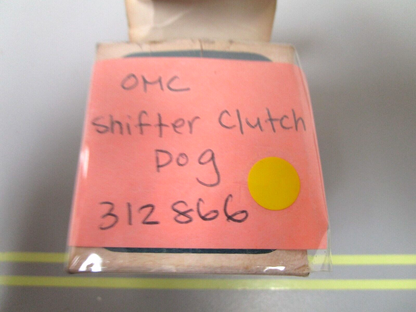 OMC
Shifter Clutch
Dog
312866